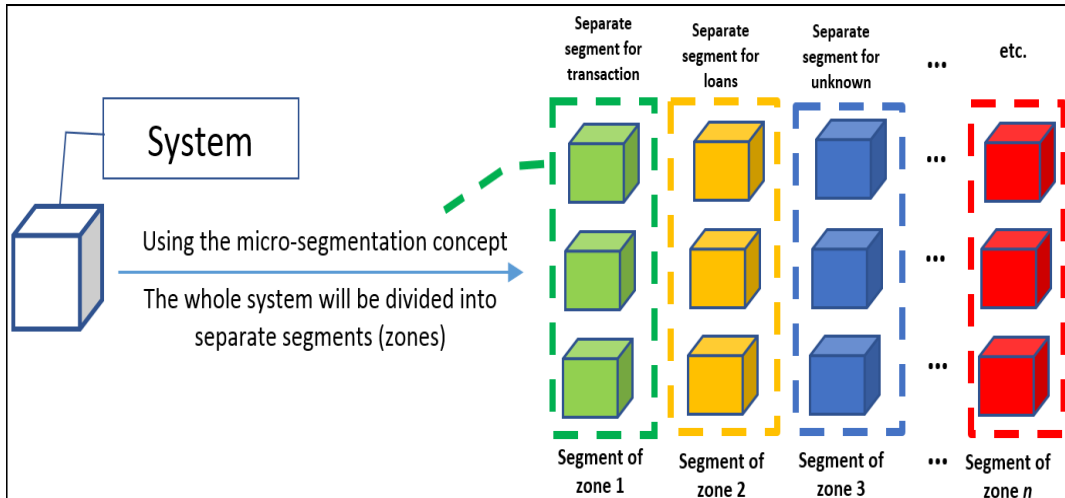 System
Using the micro-segmentation concept
The whole system will be divided into
separate segments (zones)
Separate
segment for
transaction
Separate
segment for
loans
Separate
segment for
unknown
...
etc.
...
...
...
Segment of
zone 1
Segment of
zone 2
Segment of
zone 3
...
Segment of
zone n